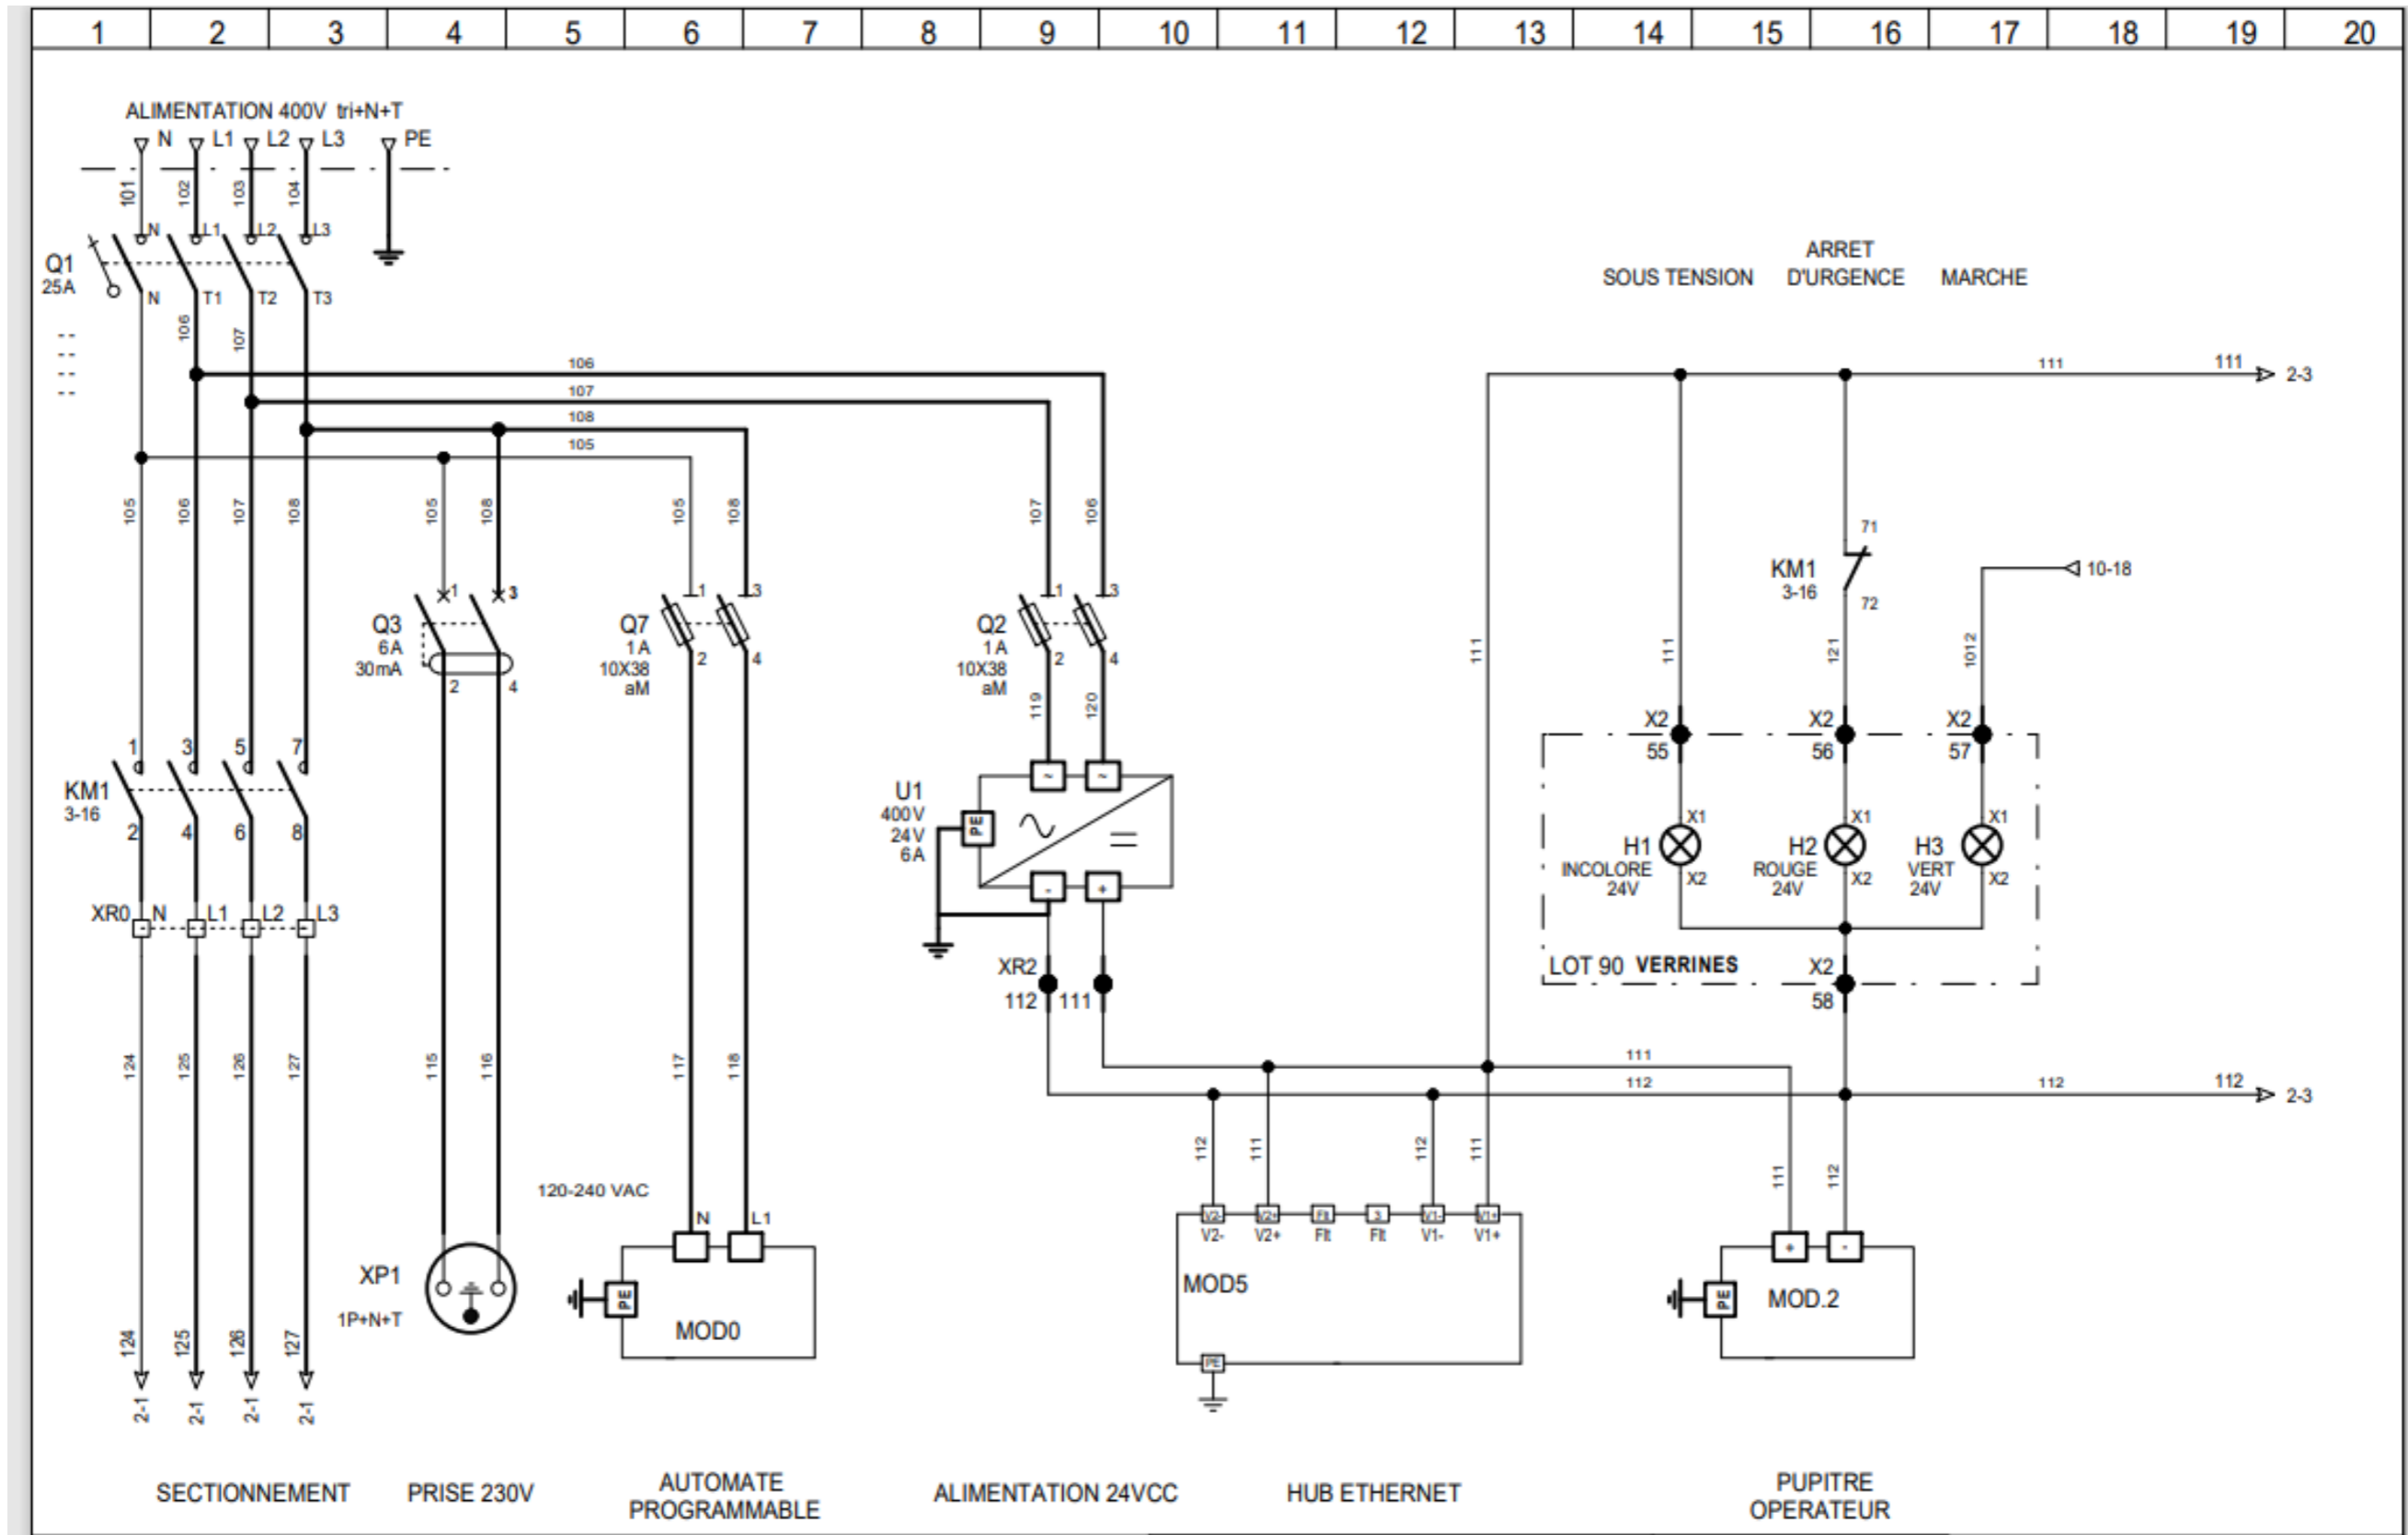 1 2 3 4 5 6 7 8 9 10 11 12 13 14 15 16 17 18 19 20
ALIMENTATION 400V tri+N+T
N L1 L2 L3 PE
101 102 103 104
N L1 L2 L3
Q1
25A
N T1 T2 T3
106 107
- -
- -
- -
- -
ARRET
SOUS TENSION D'URGENCE MARCHE
106
107
108
105
111 111 2-3
105 106 107 108 105 108 105 108 107 106
71
KM1
3-16
72
10-18
1 3
Q3
6A
30mA
2 4
1 3
Q7
1A
10X38
aM
2 4
1 3
Q2
1A
10X38
aM
2 4
119 120
111 111 121 1012
1 3 5 7
KM1
3-16
2 4 6 8
U1
400V
24V
6A
PE
~ ~
- +
X2 X2 X2
55 56 57
X1 X1 X1
H1 H2 H3
INCOLORE ROUGE VERT
24V 24V 24V
X2 X2 X2
XR0 N L1 L2 L3
XR2
112 111
LOT 90 VERRINES X2
58
124 125 126 127 115 116 117 118
111
112 112 112 2-3
112 111 112 111 111 112
120-240 VAC
N L1
V2- V2+ Flt 3 V1- V1+
V2- V2+ Flt Flt V1- V1+
+ -
XP1
1P+N+T
PE
MOD0
MOD5
PE
PE
MOD.2
124 125 126 127
2-1 2-1 2-1 2-1
SECTIONNEMENT PRISE 230V AUTOMATE
PROGRAMMABLE
ALIMENTATION 24VCC HUB ETHERNET PUPITRE
OPERATEUR